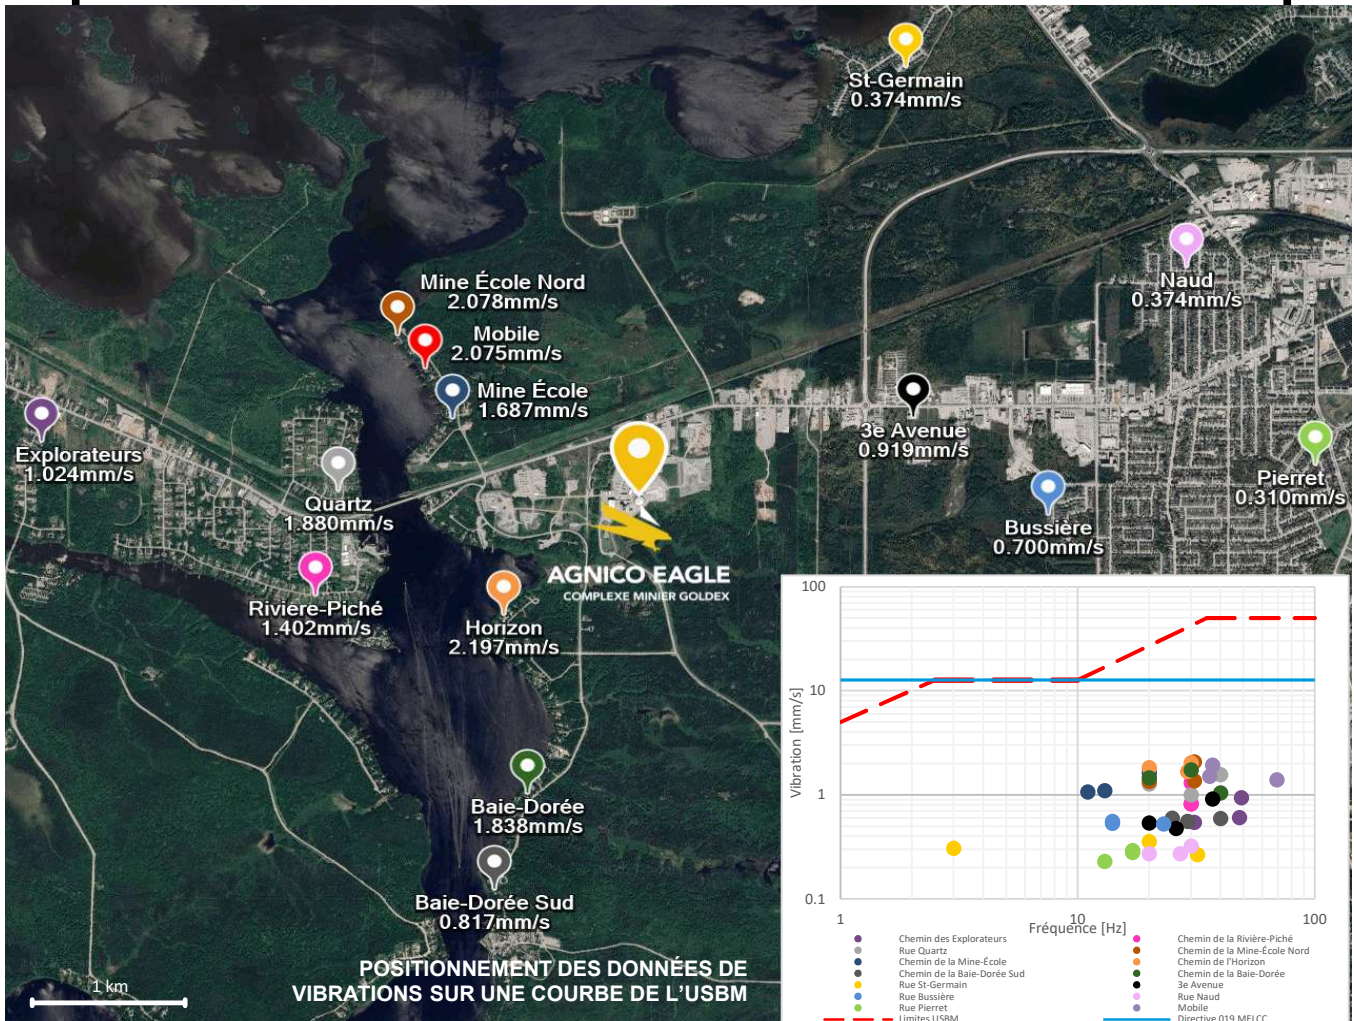 St-Germain
0.374mm/s
Naud
0.374mm/s
Mine École Nord
2.078mm/s
Mobile
2.075mm/s
Mine École
1.687mm/s
Explorateurs
1.024mm/s
Quartz
1.880mm/s
3e Avenue
0.919mm/s
Pierret
0.310mm/s
Bussière
0.700mm/s
AGNICO EAGLE
COMPLEXE MINIER GOLDEX
Riviere-Piché
1.402mm/s
Horizon
2.197mm/s
Baie-Dorée
1.838mm/s
Baie-Dorée Sud
0.817mm/s
POSITIONNEMENT DES DONNÉES DE
VIBRATIONS SUR UNE COURBE DE L'USBM
1 km
Vibration [mm/s]
100
10
1
0.1
1 10 100
Fréquence [Hz]
Chemin des Explorateurs Chemin de la Rivière-Piché
Rue Quartz Chemin de la Mine-École Nord
Chemin de la Mine-École Chemin de l'Horizon
Chemin de la Baie-Dorée Sud Chemin de la Baie-Dorée
Rue St-Germain 3e Avenue
Rue Bussière Rue Naud
Rue Pierret Mobile
Limites USBM Directive 019 MELCC